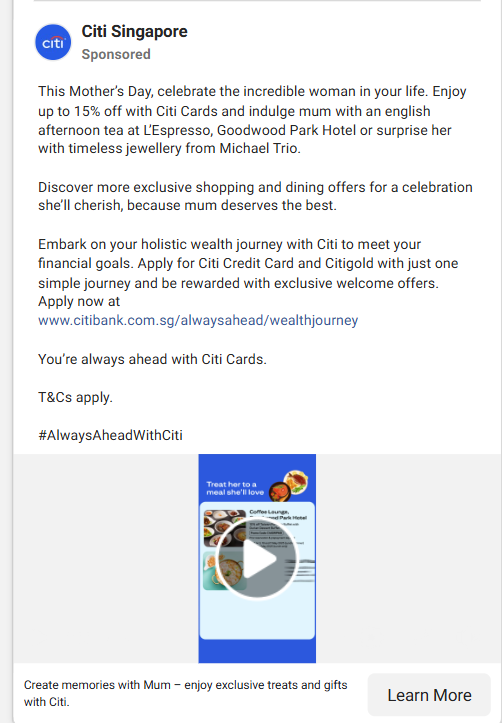 citi
Citi Singapore
Sponsored
This Mother's Day, celebrate the incredible woman in your life. Enjoy
up to 15% off with Citi Cards and indulge mum with an english
afternoon tea at L'Espresso, Goodwood Park Hotel or surprise her
with timeless jewellery from Michael Trio.
Discover more exclusive shopping and dining offers for a celebration
she'll cherish, because mum deserves the best.
Embark on your holistic wealth journey with Citi to meet your
financial goals. Apply for Citi Credit Card and Citigold with just one
simple journey and be rewarded with exclusive welcome offers.
Apply now at
www.citibank.com.sg/alwaysahead/wealthjourney
You're always ahead with Citi Cards.
T&Cs apply.
#AlwaysAheadWithCiti
Treat her to a
meal she'll love
Coffee Lounge,
Park Hotel
Create memories with Mum – enjoy exclusive treats and gifts
with Citi.
Learn More